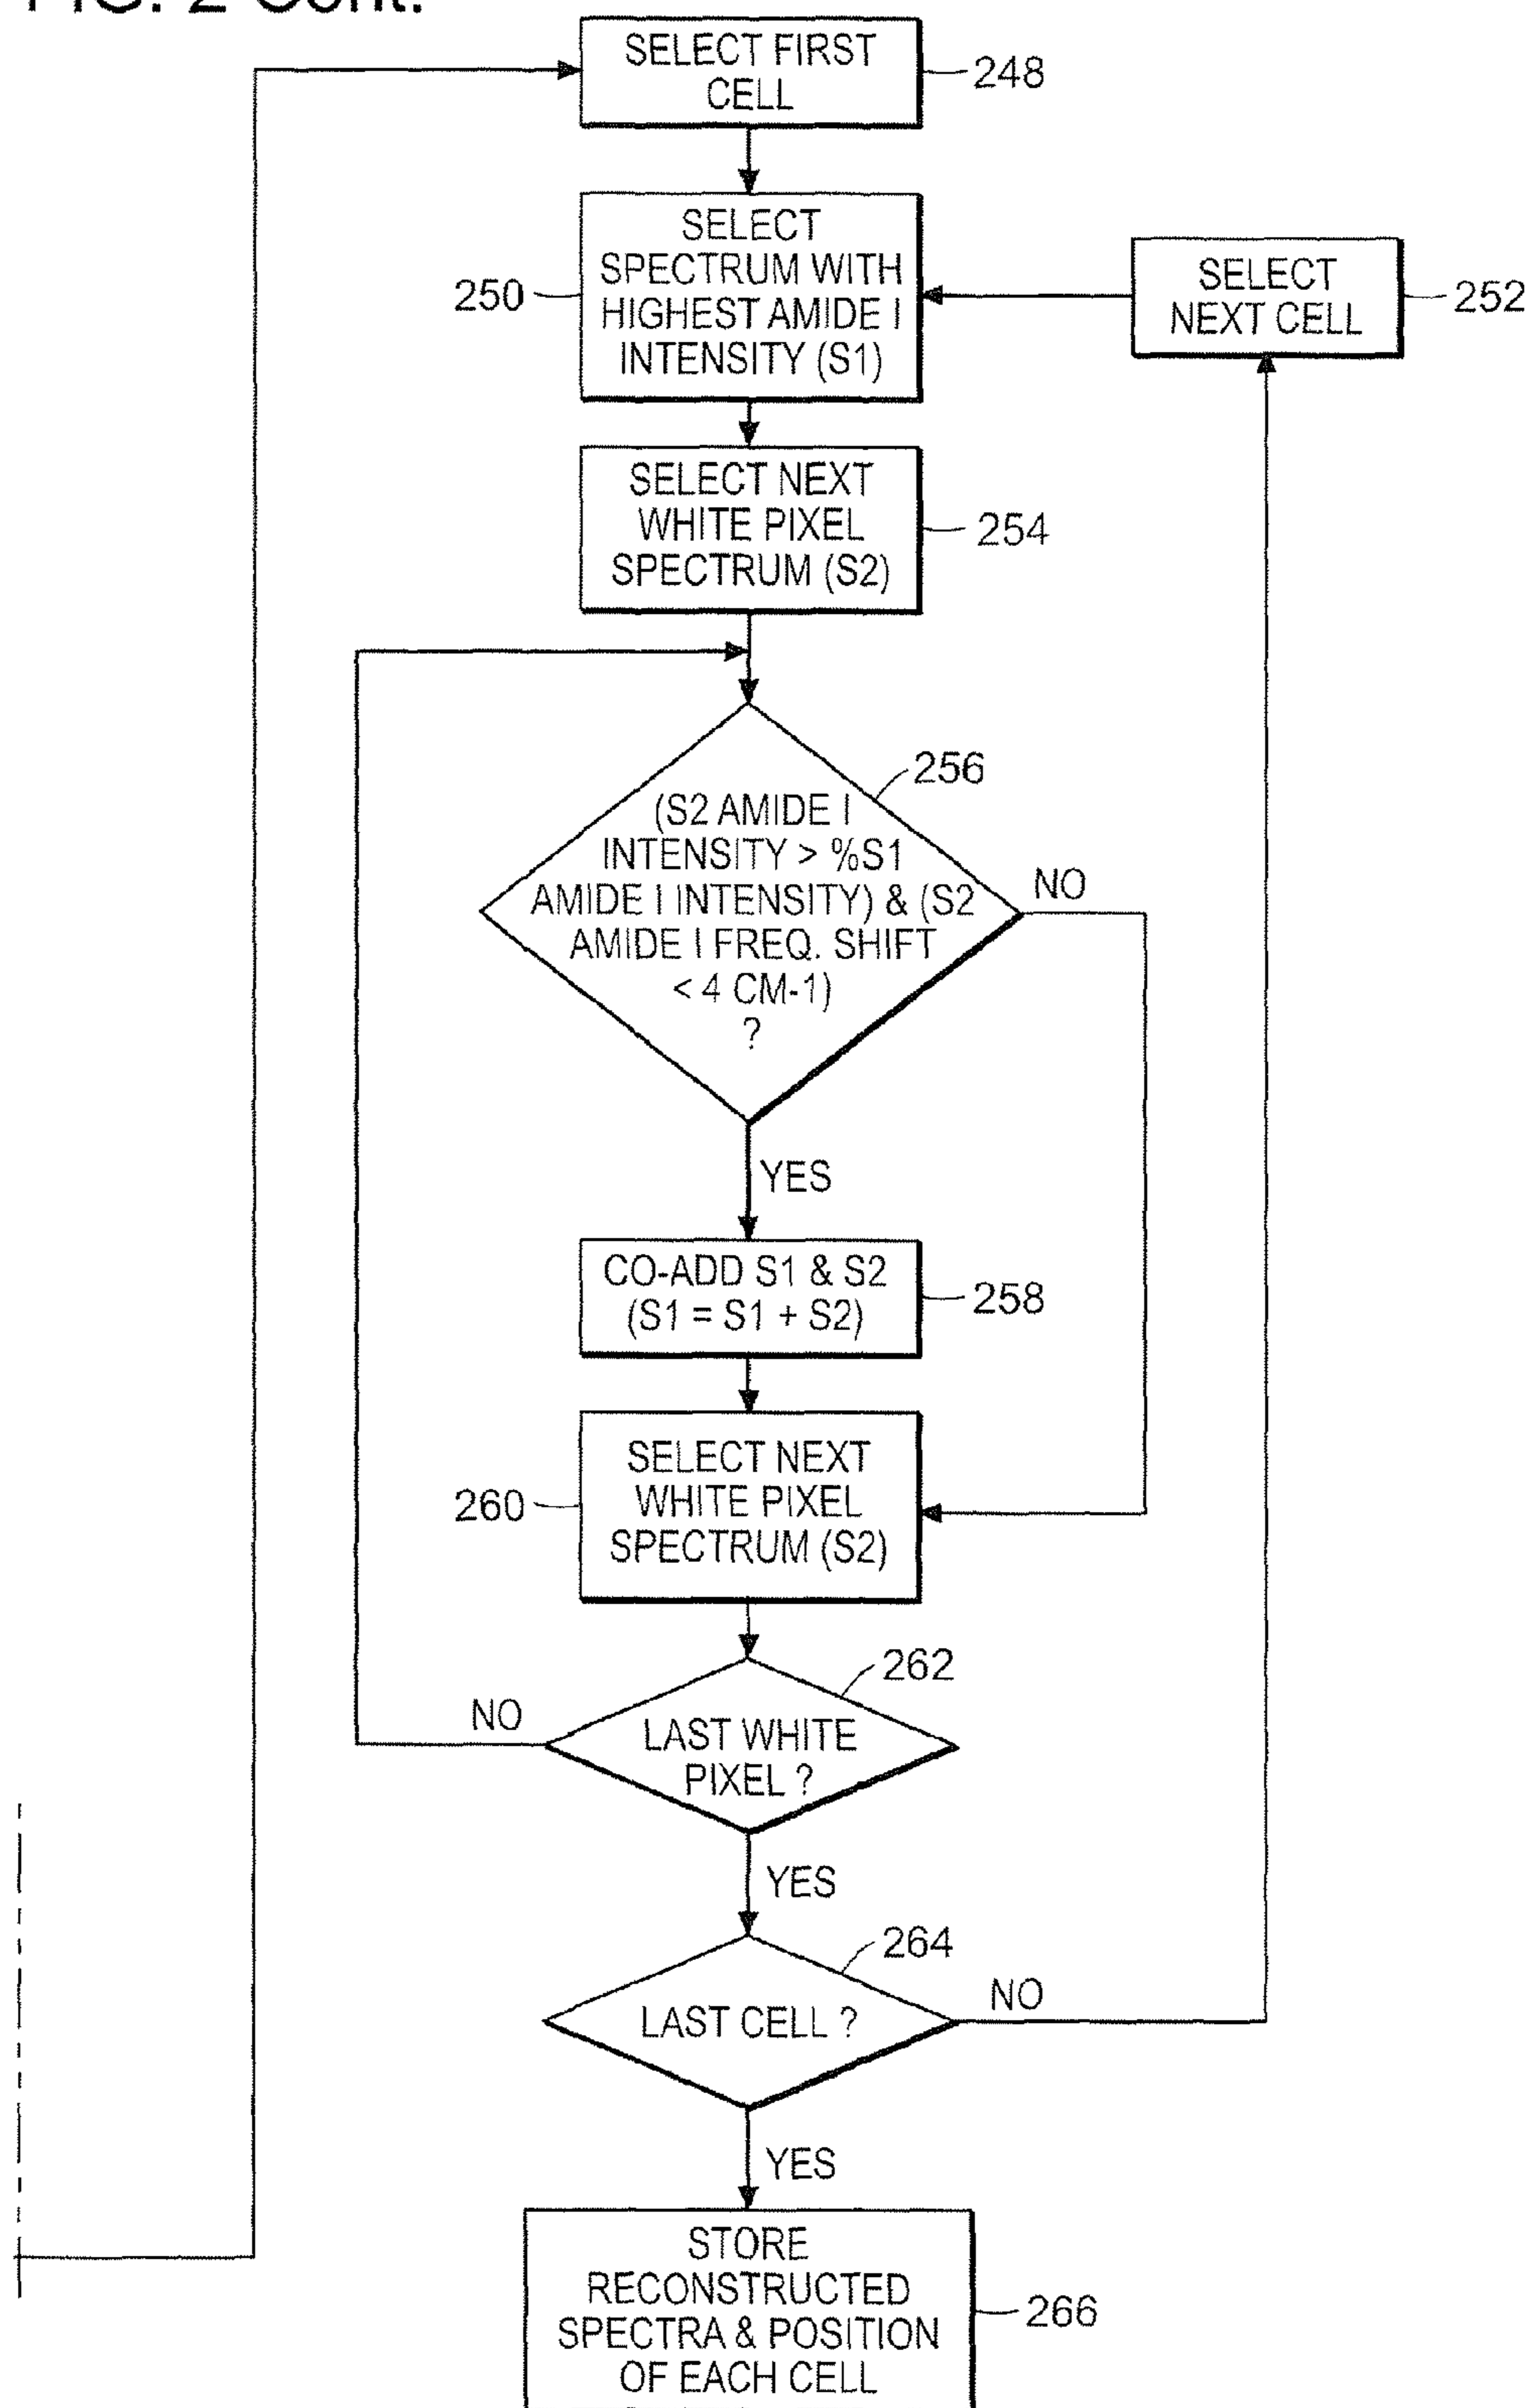 FIG. 2 Cont.
SELECT FIRST
CELL
248
SELECT
SPECTRUM WITH
HIGHEST AMIDE I
INTENSITY (S1)
250
SELECT
NEXT CELL
252
SELECT NEXT
WHITE PIXEL
SPECTRUM (S2)
254
256
(S2 AMIDE I
INTENSITY > %S1
AMIDE I INTENSITY) & (S2
AMIDE I FREQ. SHIFT
< 4 CM-1)
?
NO
YES
CO-ADD S1 & S2
(S1 = S1 + S2)
258
SELECT NEXT
WHITE PIXEL
SPECTRUM (S2)
260
262
NO
LAST WHITE
PIXEL ?
YES
264
LAST CELL ?
NO
YES
STORE
RECONSTRUCTED
SPECTRA & POSITION
OF EACH CELL
266